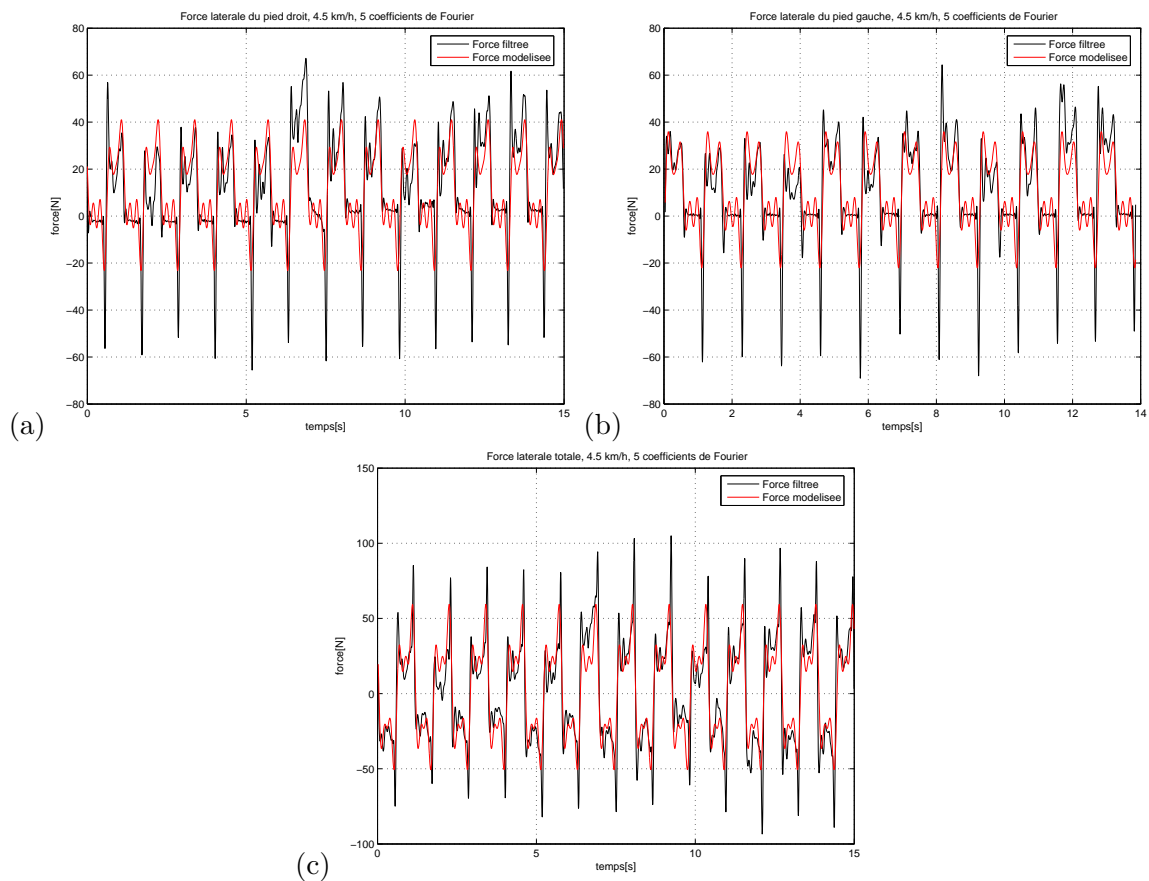 Force laterale du pied droit, 4.5 km/h, 5 coefficients de Fourier
80
60
40
20
0
−20
−40
−60
−80
force[N]
Force filtree
Force modelisee
0
5
10
15
temps[s]
(a)
Force laterale du pied gauche, 4.5 km/h, 5 coefficients de Fourier
80
60
40
20
0
−20
−40
−60
−80
force[N]
Force filtree
Force modelisee
0
2
4
6
8
10
12
14
temps[s]
(b)
Force laterale totale, 4.5 km/h, 5 coefficients de Fourier
150
100
50
0
−50
−100
force[N]
Force filtree
Force modelisee
0
5
10
15
temps[s]
(c)